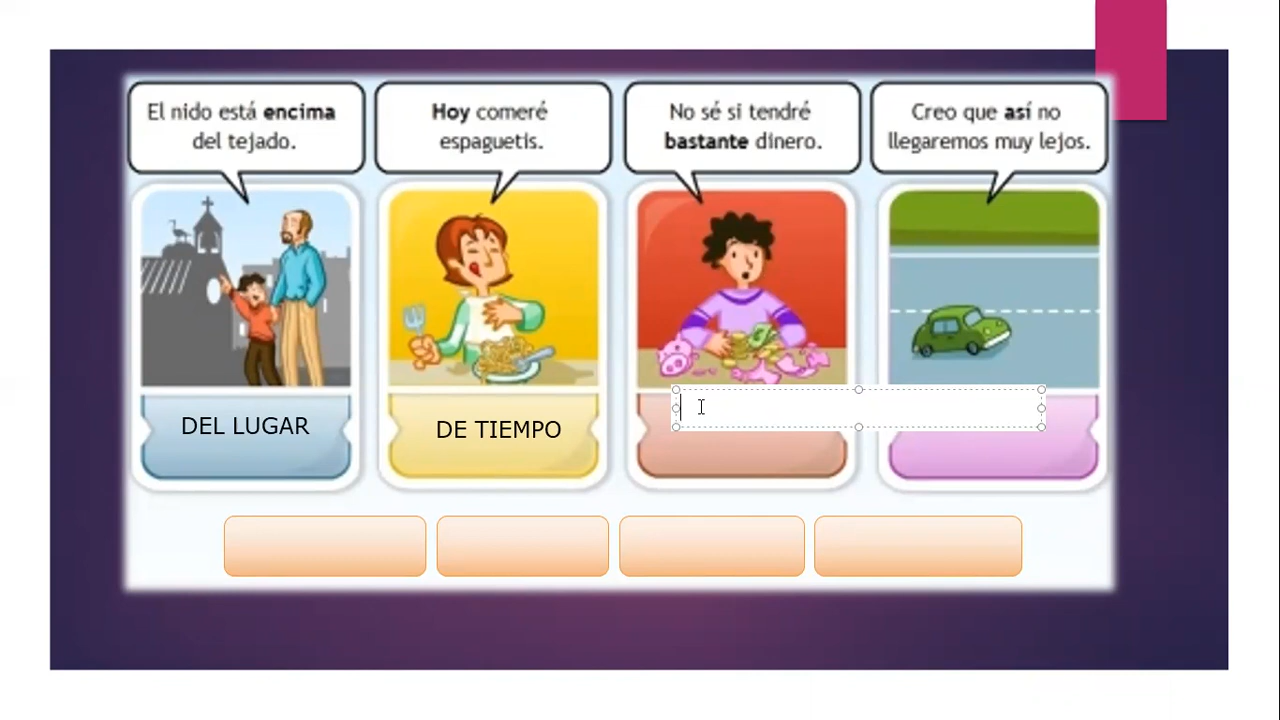 El nido está encima
del tejado.
Hoy comeré
espaguetis.
No sé si tendré
bastante dinero.
Creo que así no
llegaremos muy lejos.
DEL LUGAR
DE TIEMPO